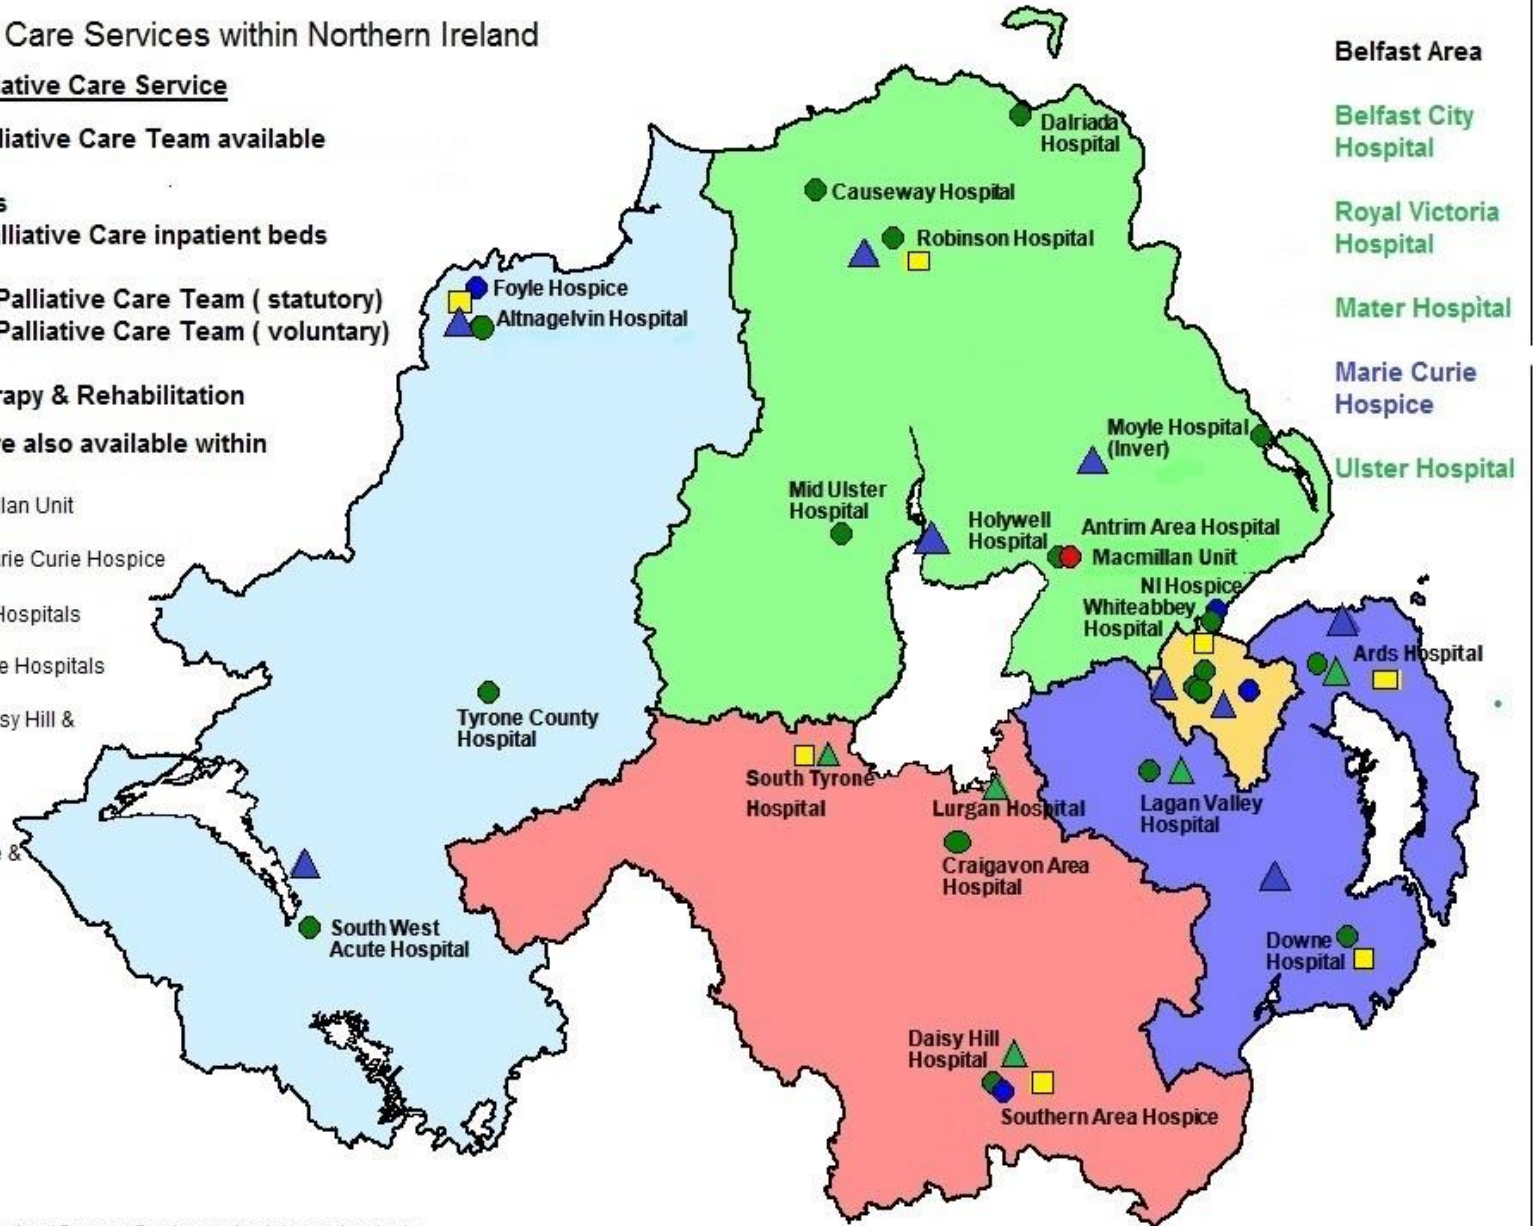 Care Services within Northern Ireland
ative Care Service
liative Care Team available
s
lliative Care inpatient beds
Palliative Care Team ( statutory)
Palliative Care Team ( voluntary)
rapy & Rehabilitation
re also available within
lan Unit
rie Curie Hospice
Hospitals
e Hospitals
sy Hill &
e &
Belfast Area
Belfast City
Hospital
Royal Victoria
Hospital
Mater Hospital
Marie Curie
Hospice
Ulster Hospital
Dalriada
Hospital
Causeway Hospital
Robinson Hospital
Foyle Hospice
Altnagelvin Hospital
Moyle Hospital
(Inver)
Mid Ulster
Hospital
Holywell
Hospital
Antrim Area Hospital
Macmillan Unit
NI Hospice
Whiteabbey
Hospital
Ards Hospital
Tyrone County
Hospital
South Tyrone
Hospital
Lurgan Hospital
Lagan Valley
Hospital
Craigavon Area
Hospital
South West
Acute Hospital
Downe
Hospital
Daisy Hill
Hospital
Southern Area Hospice